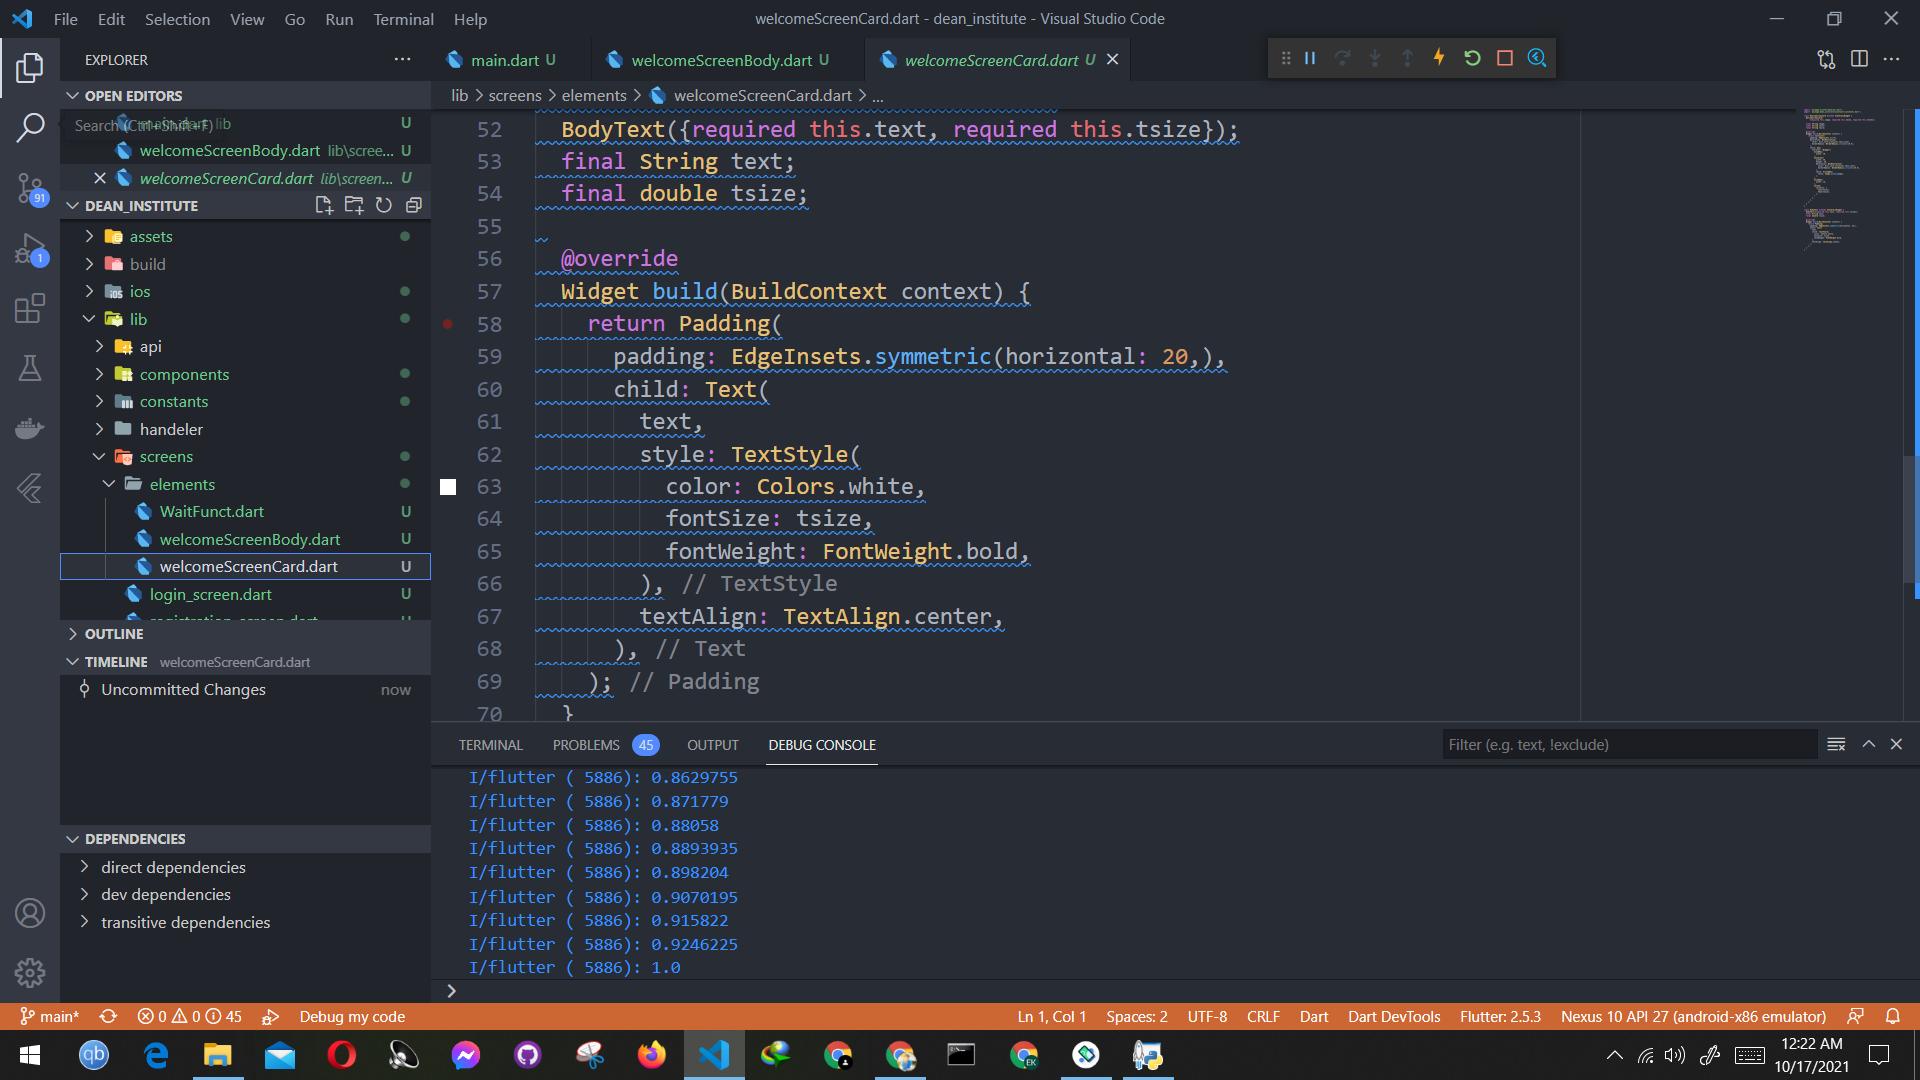 File Edit Selection View Go Run Terminal Help
welcomeScreenCard.dart - dean_institute - Visual Studio Code
EXPLORER
OPEN EDITORS
main.dart lib U
Search (Ctrl+Shift+F)
welcomeScreenBody.dart lib\scree... U
welcomeScreenCard.dart lib\screen... U
DEAN_INSTITUTE
assets
build
ios
lib
api
components
constants
handeler
screens
elements
WaitFunct.dart U
welcomeScreenBody.dart U
welcomeScreenCard.dart U
login_screen.dart U
registration_screen.dart U
OUTLINE
TIMELINE welcomeScreenCard.dart
Uncommitted Changes now
DEPENDENCIES
direct dependencies
dev dependencies
transitive dependencies
91
1
main.dart U
welcomeScreenBody.dart U
welcomeScreenCard.dart U
lib > screens > elements > welcomeScreenCard.dart > ...
52 BodyText({required this.text, required this.tsize});
53 final String text;
54 final double tsize;
55
56 @override
57 Widget build(BuildContext context) {
58 return Padding(
59 padding: EdgeInsets.symmetric(horizontal: 20,),
60 child: Text(
61 text,
62 style: TextStyle(
63 color: Colors.white,
64 fontSize: tsize,
65 fontWeight: FontWeight.bold,
66 ), // TextStyle
67 textAlign: TextAlign.center,
68 ), // Text
69 ); // Padding
70 }
TERMINAL PROBLEMS 45 OUTPUT DEBUG CONSOLE
Filter (e.g. text, !exclude)
I/flutter ( 5886): 0.8629755
I/flutter ( 5886): 0.871779
I/flutter ( 5886): 0.88058
I/flutter ( 5886): 0.8893935
I/flutter ( 5886): 0.898204
I/flutter ( 5886): 0.9070195
I/flutter ( 5886): 0.915822
I/flutter ( 5886): 0.9246225
I/flutter ( 5886): 1.0
main* 0 0 45 Debug my code
Ln 1, Col 1 Spaces: 2 UTF-8 CRLF Dart Dart DevTools Flutter: 2.5.3 Nexus 10 API 27 (android-x86 emulator)
qb
EK
12:22 AM
10/17/2021